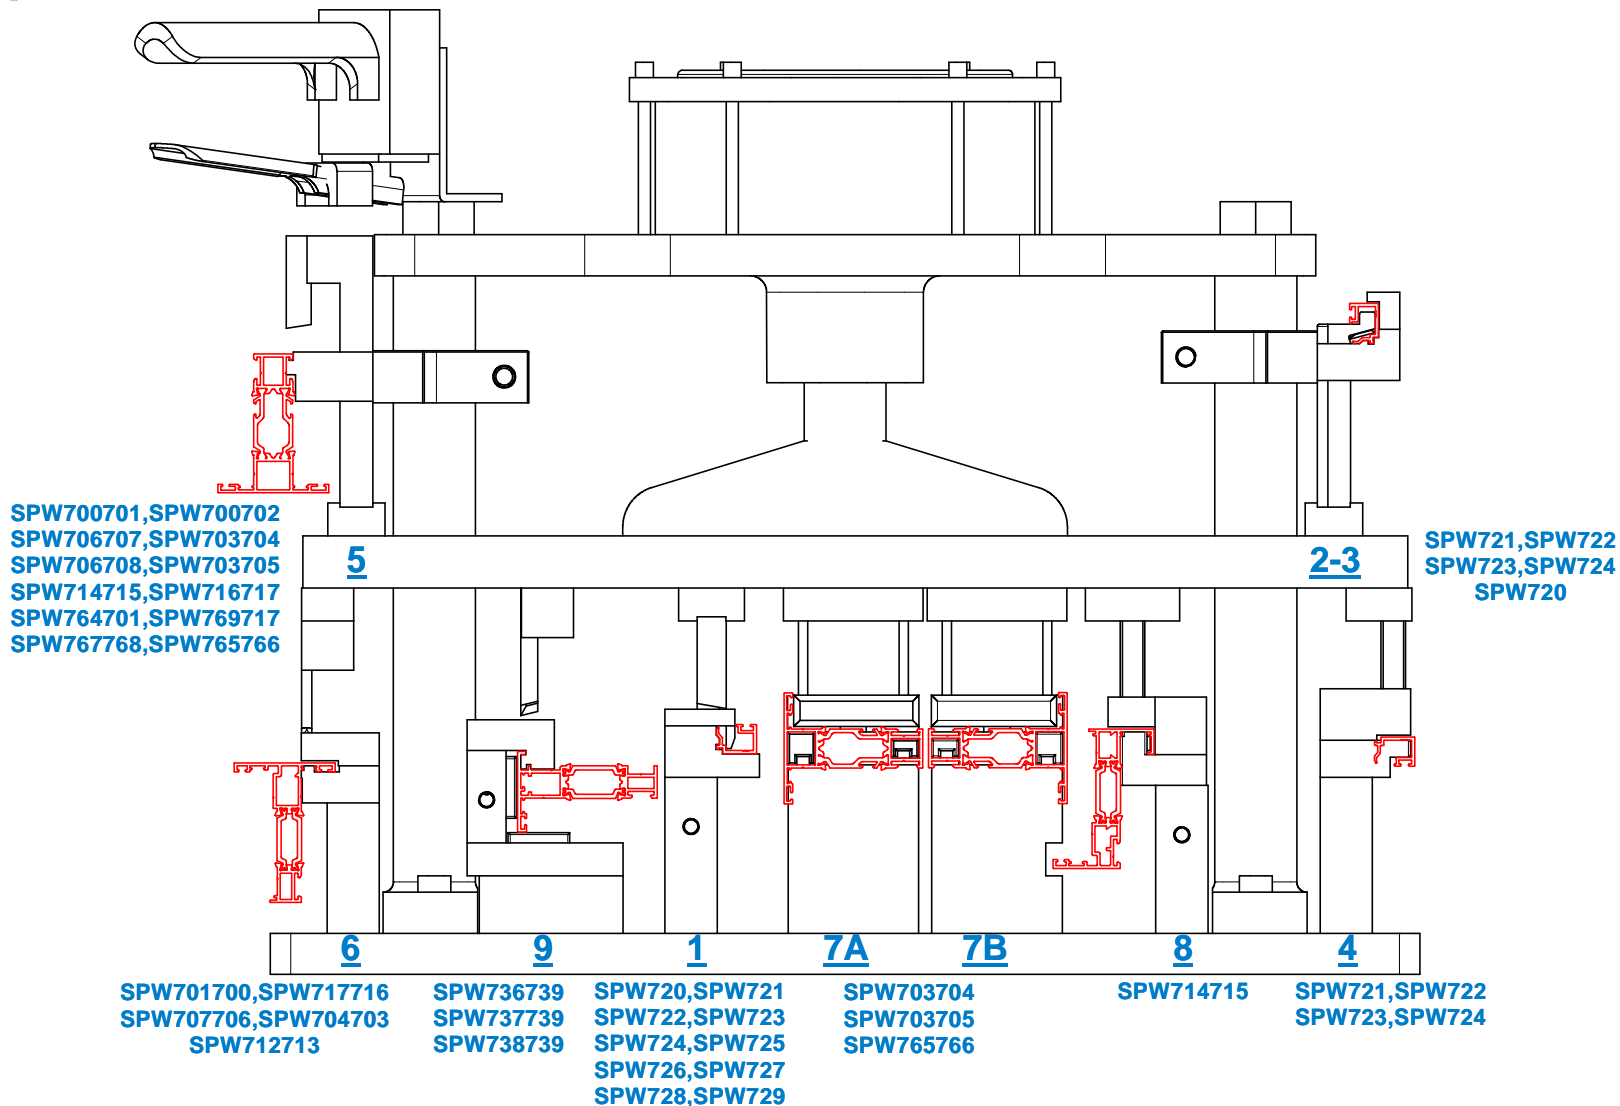 SPW700701,SPW700702
SPW706707,SPW703704
SPW706708,SPW703705
SPW714715,SPW716717
SPW764701,SPW769717
SPW767768,SPW765766
5
2-3
SPW721,SPW722
SPW723,SPW724
SPW720
6
9
1
7A
7B
8
4
SPW701700,SPW717716
SPW707706,SPW704703
SPW712713
SPW736739
SPW737739
SPW738739
SPW720,SPW721
SPW722,SPW723
SPW724,SPW725
SPW726,SPW727
SPW728,SPW729
SPW703704
SPW703705
SPW765766
SPW714715
SPW721,SPW722
SPW723,SPW724